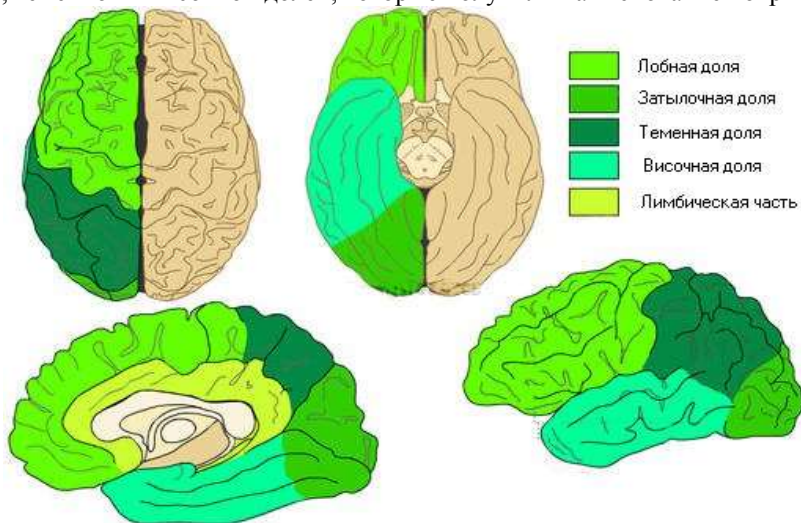 Лобная доля
Затылочная доля
Теменная доля
Височная доля
Лимбическая часть